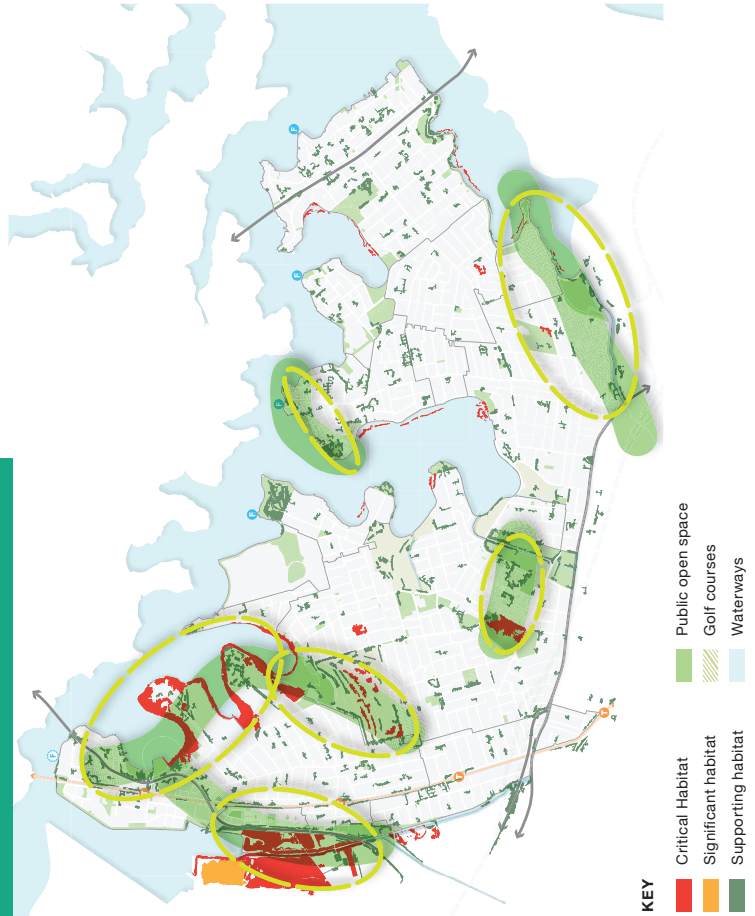 KEY
Critical Habitat
Significant habitat
Supporting habitat
Public open space
Golf courses
Waterways
F
F
F
F
F
T
T